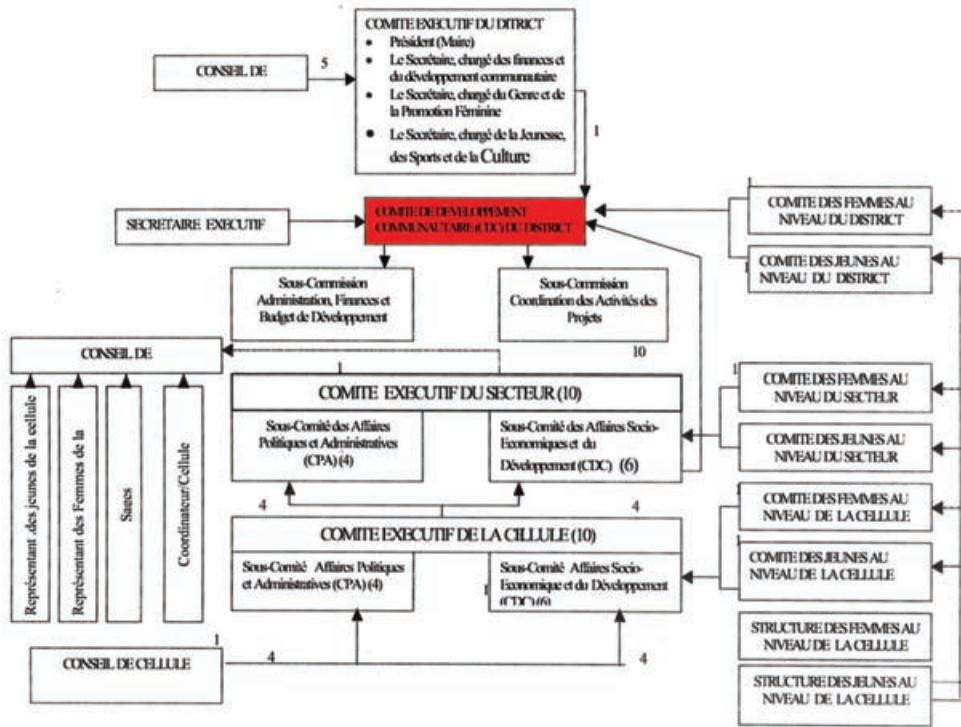 COMITE EXECUTIF DU DITRICT
• Président (Maire)
• Le Secrétaire, chargé des finances et
du développement communautaire
• Le Secrétaire, chargé du Genre et de
la Promotion Féminine
• Le Secrétaire, chargé de la Jeunesse,
des Sports et de la Culture
CONSEIL DE
5
1
SECRETAIRE EXECUTIF
COMITE DE DEVELOPPEMENT
COMMUNAUTAIRE (CDC) DU DISTRICT
1
COMITE DES FEMMES AU
NIVEAU DU DISTRICT
1
COMITE DES JEUNES AU
NIVEAU DU DISTRICT
Sous-Commission
Administration, Finances et
Budget de Développement
Sous-Commission
Coordination des Activités des
Projets
10
CONSEIL DE
Représentant .des jeunes de la cellule
Représentant des Femmes de la
Sages
Coordinateur/Cellule
COMITE EXECUTIF DU SECTEUR (10)
Sous-Comité des Affaires
Politiques et Administratives
(CPA) (4)
Sous-Comité des Affaires Socio-
Economiques et du
Développement (CDC) (6)
1
COMITE DES FEMMES AU
NIVEAU DU SECTEUR
COMITE DES JEUNES AU
NIVEAU DU SECTEUR
4
4
COMITE EXECUTIF DE LA CELLULE (10)
Sous-Comité Affaires Politiques
et Administratives (CPA) (4)
Sous-Comité Affaires Socio-
Economique et du Développement
(CDC) (6)
1
COMITE DES FEMMES AU
NIVEAU DE LA CELLULE
1
COMITE DES JEUNES AU
NIVEAU DE LA CELLULE
STRUCTURE DES FEMMES AU
NIVEAU DE LA CELLULE
STRUCTURE DES JEUNES AU
NIVEAU DE LA CELLULE
1
CONSEIL DE CELLULE
4
4